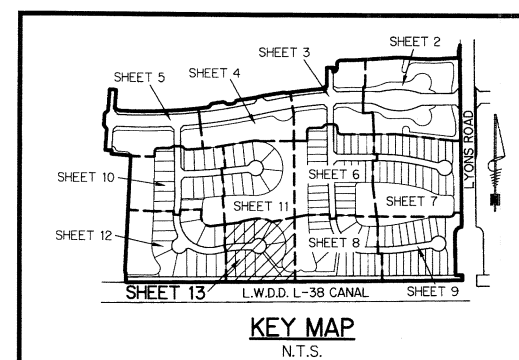 SHEET 2
SHEET 3
SHEET 4
SHEET 5
LYONS ROAD
SHEET 10
SHEET 6
SHEET 7
SHEET 11
SHEET 12
SHEET 8
SHEET 13
L.W.D.D. L-38 CANAL
SHEET 9
KEY MAP
N.T.S.